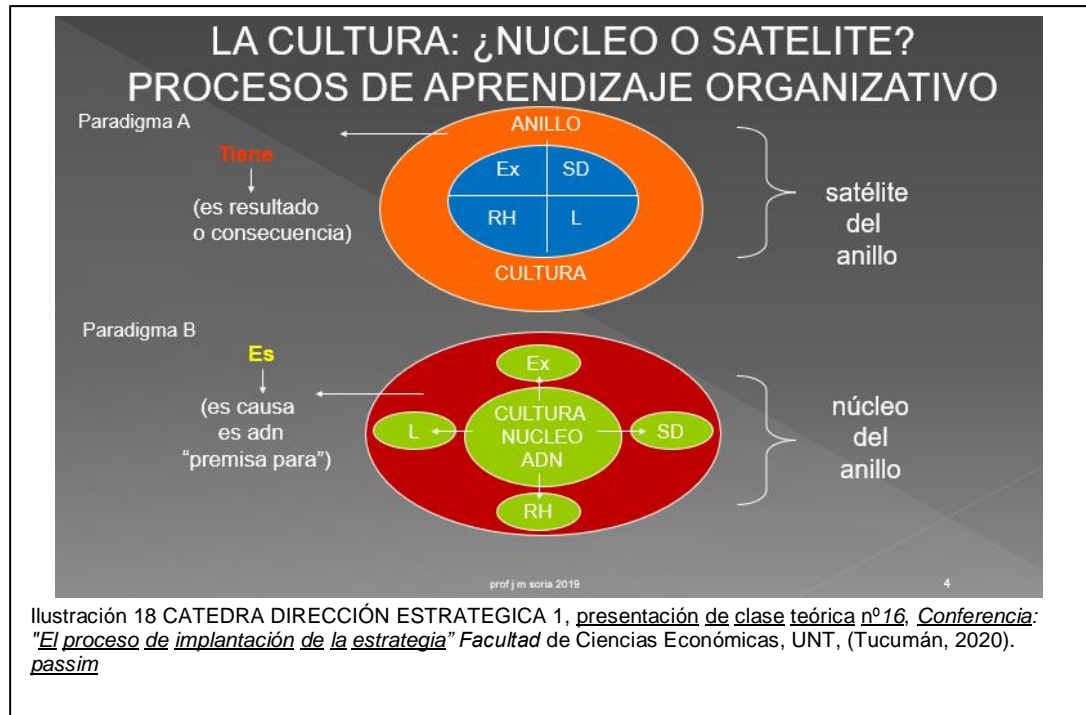 LA CULTURA: ¿NUCLEO O SATELITE?
PROCESOS DE APRENDIZAJE ORGANIZATIVO
Paradigma A
Tiene
(es resultado
o consecuencia)
ANILLO
Ex
SD
RH
L
CULTURA
satélite
del
anillo
Paradigma B
Es
(es causa
es adn
“premisa para”)
Ex
L
CULTURA
NUCLEO
ADN
SD
RH
núcleo
del
anillo
prof j m soria 2019
4
Ilustración 18 CATEDRA DIRECCIÓN ESTRATEGICA 1, presentación de clase teórica nº16, Conferencia:
"El proceso de implantación de la estrategia” Facultad de Ciencias Económicas, UNT, (Tucumán, 2020).
passim